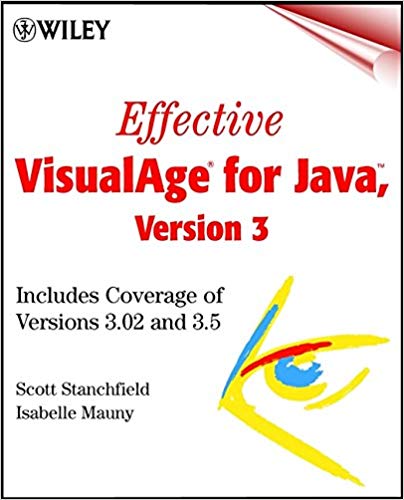 WILEY
Effective
VisualAge® for Java,™
Version 3
Includes Coverage of
Versions 3.02 and 3.5
Scott Stanchfield
Isabelle Mauny